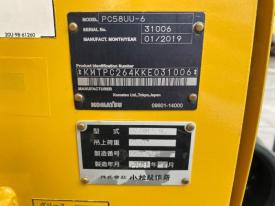 MODEL PC58UU-6
Serial No. 31006
MANUFACT MONTH/YEAR 01/2019
Product Identification Number
*KMTPC264KKE031006*
Komatsu Ltd., Tokyo, Japan
KOMATSU 09601-14000
型式
吊上荷重
製造番号
製造年月
株式会社 小松製作所